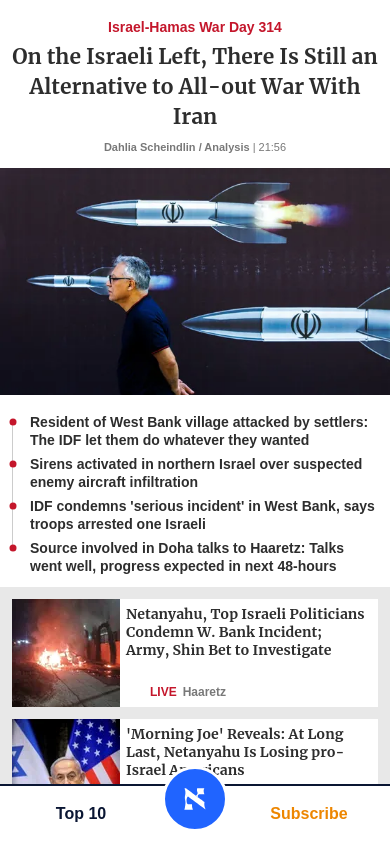 Israel-Hamas War Day 314
On the Israeli Left, There Is Still an
Alternative to All-out War With
Iran
Dahlia Scheindlin / Analysis | 21:56
Resident of West Bank village attacked by settlers:
The IDF let them do whatever they wanted
Sirens activated in northern Israel over suspected
enemy aircraft infiltration
IDF condemns 'serious incident' in West Bank, says
troops arrested one Israeli
Source involved in Doha talks to Haaretz: Talks
went well, progress expected in next 48-hours
Netanyahu, Top Israeli Politicians
Condemn W. Bank Incident;
Army, Shin Bet to Investigate
LIVE Haaretz
'Morning Joe' Reveals: At Long
Last, Netanyahu Is Losing pro-
Israel
Top 10
Subscribe